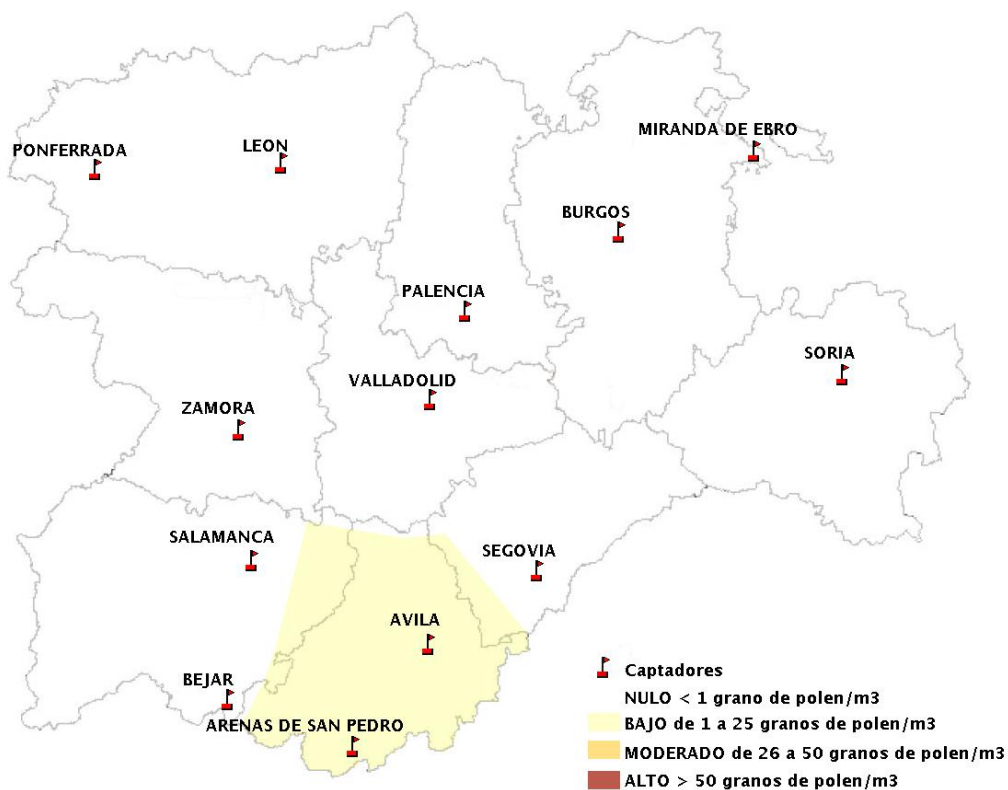 MIRANDA DE EBRO
PONFERRADA
LEON
BURGOS
PALENCIA
SORIA
VALLADOLID
ZAMORA
SALAMANCA
SEGOVIA
AVILA
BEJAR
ARENAS DE SAN PEDRO
Captadores
NULO < 1 grano de polen/m3
BAJO de 1 a 25 granos de polen/m3
MODERADO de 26 a 50 granos de polen/m3
ALTO > 50 granos de polen/m3